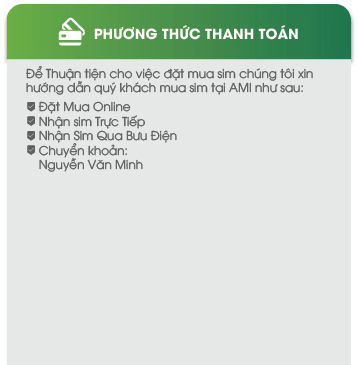 PHƯƠNG THỨC THANH TOÁN
Để Thuận tiện cho việc đặt mua sim chúng tôi xin
hướng dẫn quý khách mua sim tại AMI như sau:
Đặt Mua Online
Nhận sim Trực Tiếp
Nhận Sim Qua Bưu Điện
Chuyển khoản:
Nguyễn Văn Minh